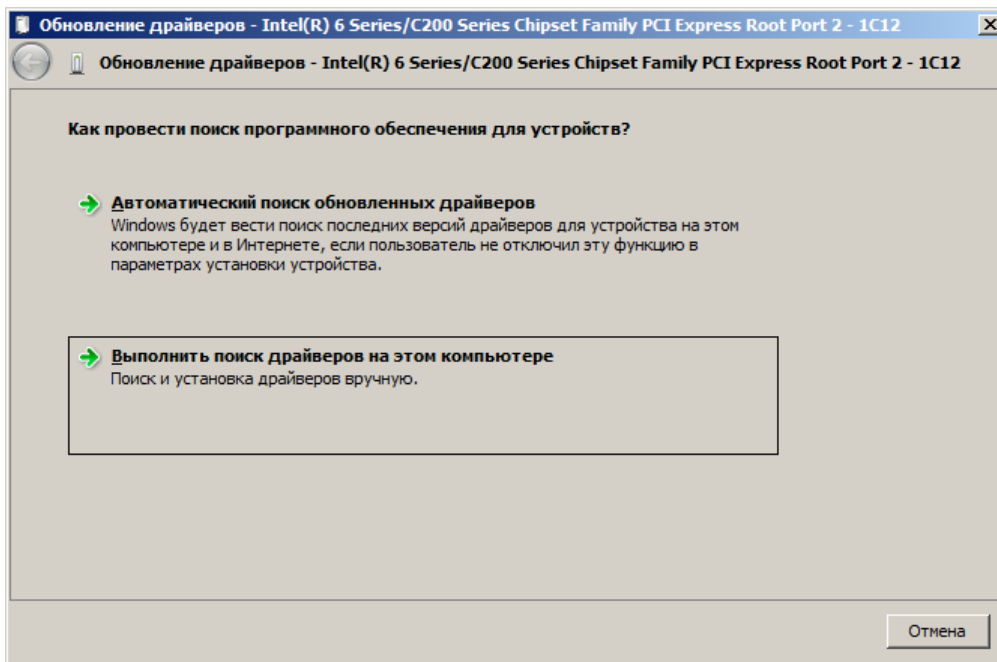 Обновление драйверов - Intel(R) 6 Series/C200 Series Chipset Family PCI Express Root Port 2 - 1C12
Обновление драйверов - Intel(R) 6 Series/C200 Series Chipset Family PCI Express Root Port 2 - 1C12
Как провести поиск программного обеспечения для устройств?
Автоматический поиск обновленных драйверов
Windows будет вести поиск последних версий драйверов для устройства на этом
компьютере и в Интернете, если пользователь не отключил эту функцию в
параметрах установки устройства.
Выполнить поиск драйверов на этом компьютере
Поиск и установка драйверов вручную.
Отмена